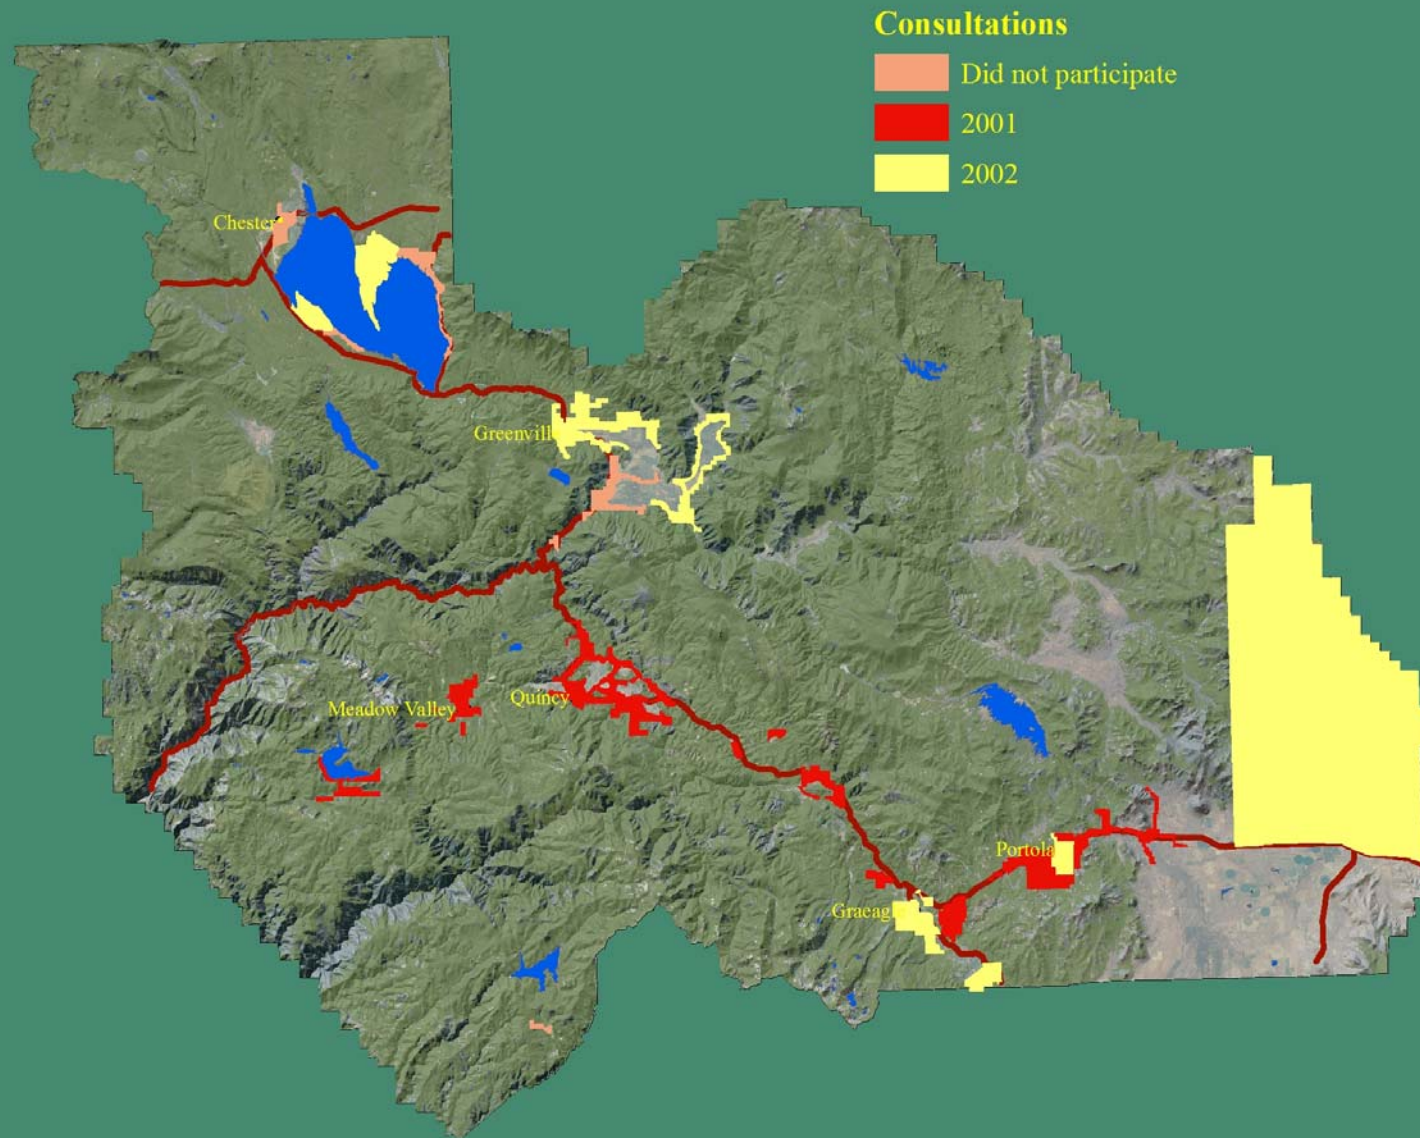 Consultations
Did not participate
2001
2002
Chester
Greenvill
Meadow Valley
Quincy
Portola
Graeag